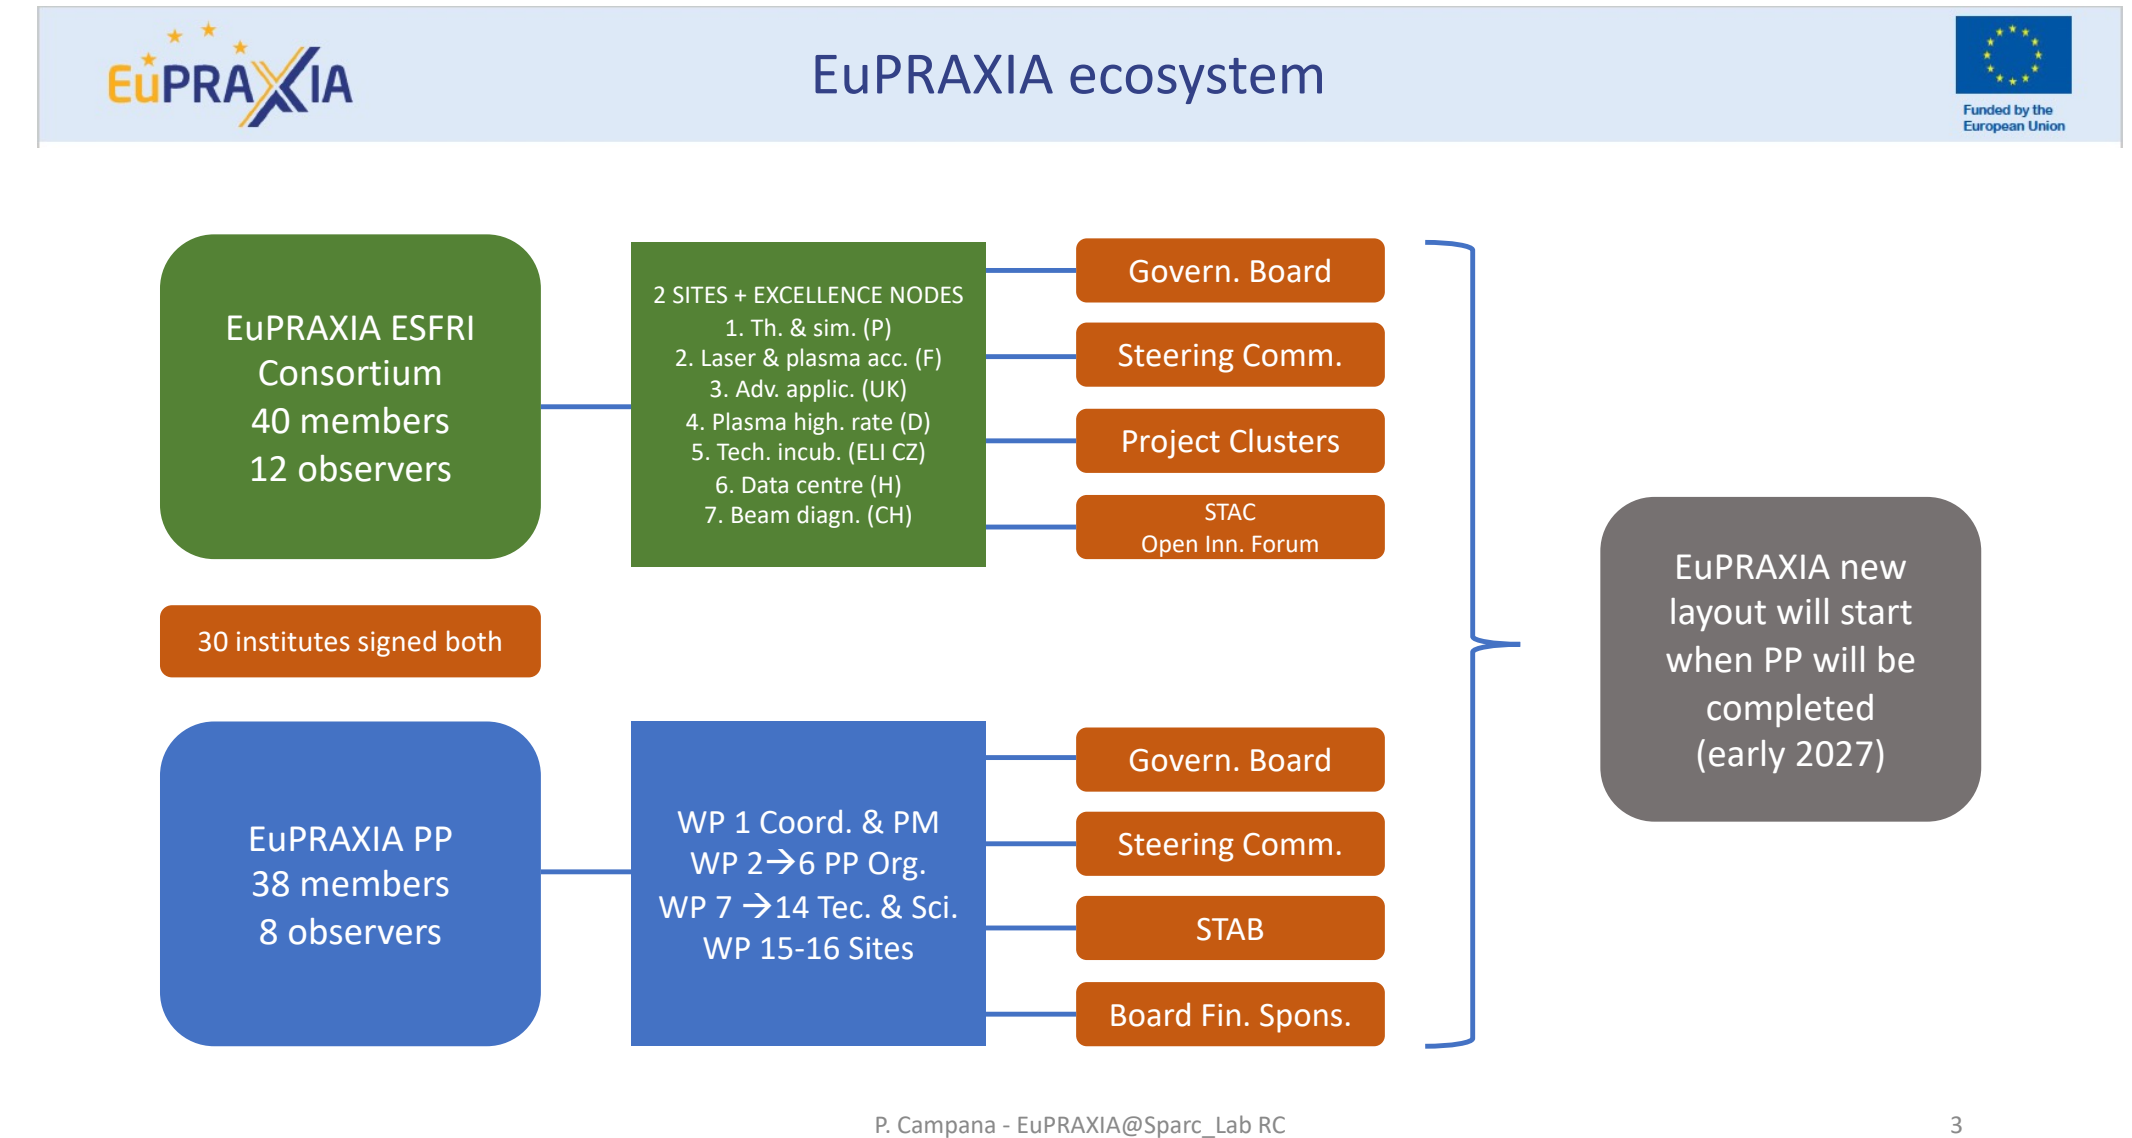 EuPRAXIA
EuPRAXIA ecosystem
Funded by the
European Union
EuPRAXIA ESFRI
Consortium
40 members
12 observers
2 SITES + EXCELLENCE NODES
1. Th. & sim. (P)
2. Laser & plasma acc. (F)
3. Adv. applic. (UK)
4. Plasma high. rate (D)
5. Tech. incub. (ELI CZ)
6. Data centre (H)
7. Beam diagn. (CH)
Govern. Board
Steering Comm.
Project Clusters
STAC
Open Inn. Forum
30 institutes signed both
EuPRAXIA PP
38 members
8 observers
WP 1 Coord. & PM
WP 2→6 PP Org.
WP 7 →14 Tec. & Sci.
WP 15-16 Sites
Govern. Board
Steering Comm.
STAB
Board Fin. Spons.
EuPRAXIA new
layout will start
when PP will be
completed
(early 2027)
P. Campana - EuPRAXIA@Sparc_Lab RC
3